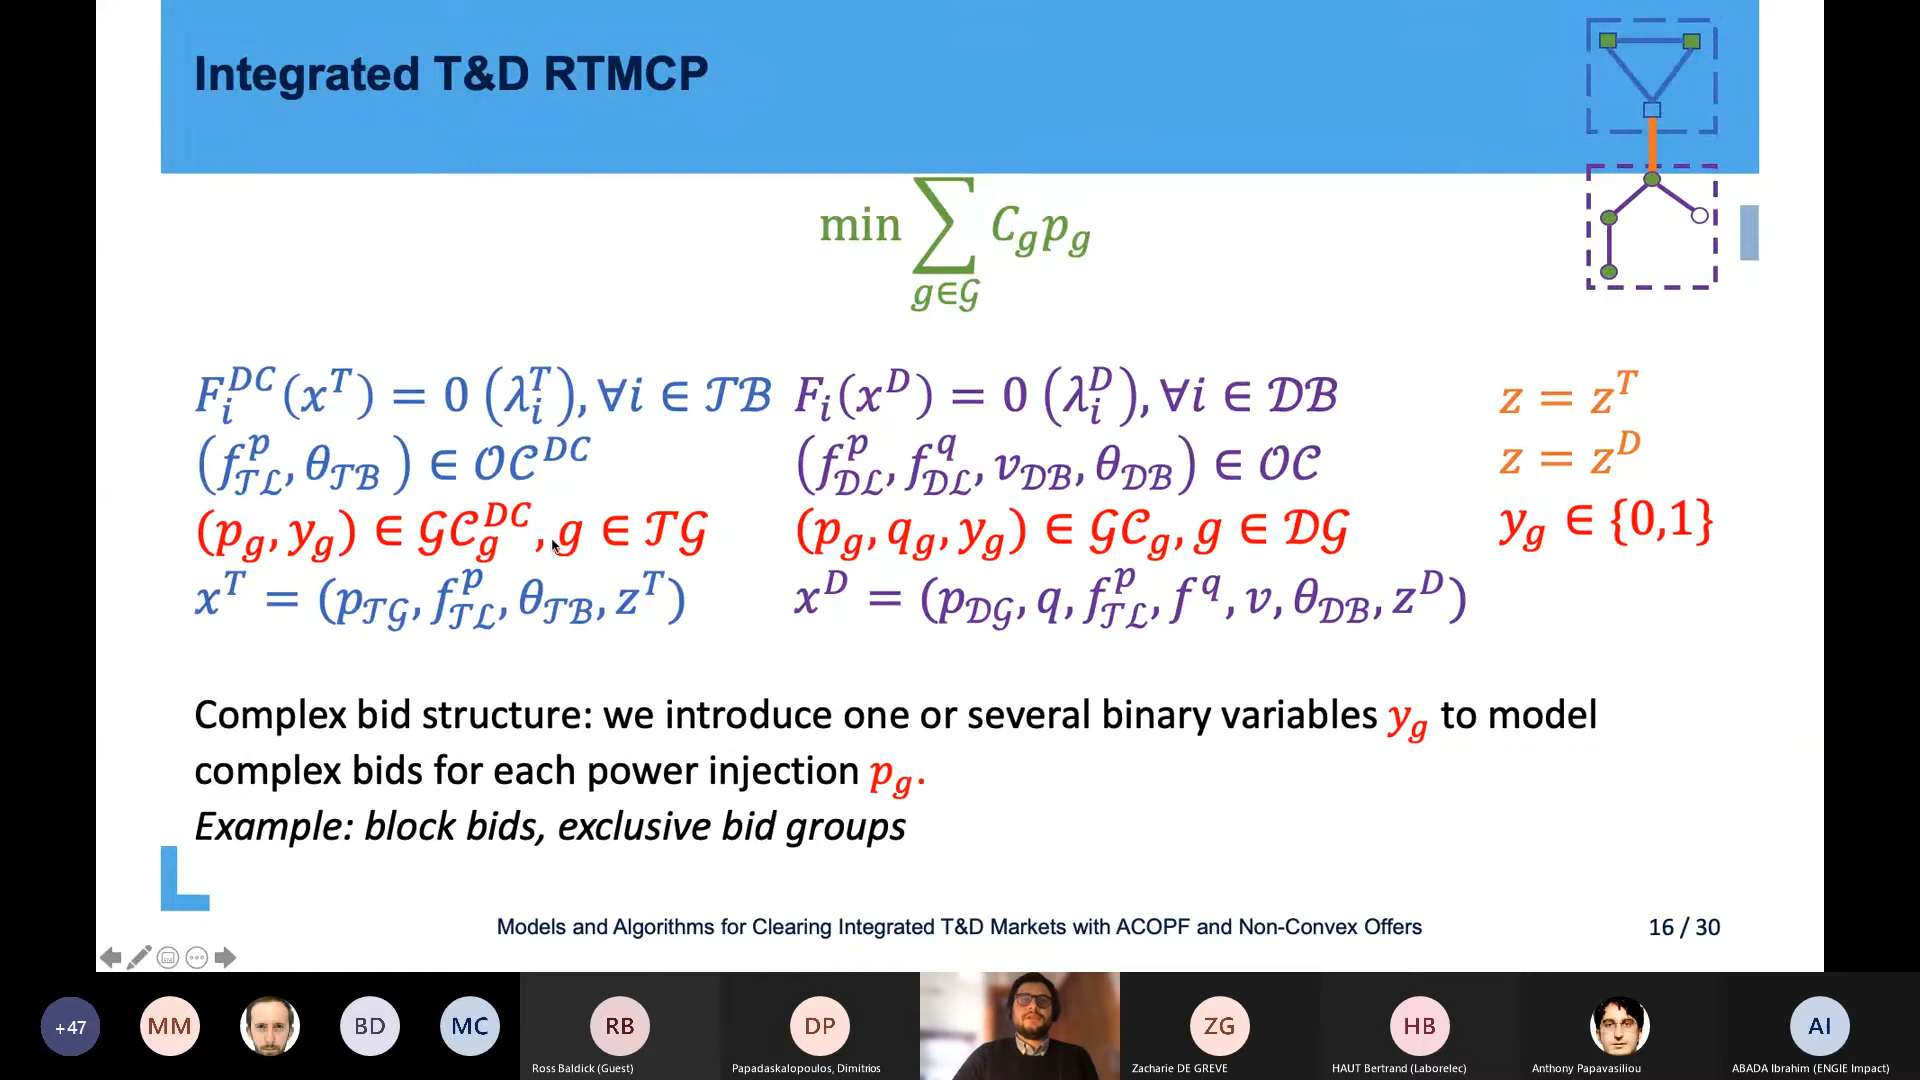 Integrated T&D RTMCP
min ∑_{g∈𝒢} C_g p_g
F_i^{DC}(x^T) = 0 (λ_i^T), ∀i ∈ 𝒯ℬ F_i(x^D) = 0 (λ_i^D), ∀i ∈ 𝒟ℬ z = z^T
(f^p_{𝒯ℒ}, θ_{𝒯ℬ}) ∈ 𝒪𝒞^{DC} (f^p_{𝒟ℒ}, f^q_{𝒟ℒ}, v_{𝒟ℬ}, θ_{𝒟ℬ}) ∈ 𝒪𝒞 z = z^D
(p_g, y_g) ∈ 𝒢𝒞_g^{DC}, g ∈ 𝒯𝒢 (p_g, q_g, y_g) ∈ 𝒢𝒞_g, g ∈ 𝒟𝒢 y_g ∈ {0,1}
x^T = (p_{𝒯𝒢}, f^p_{𝒯ℒ}, θ_{𝒯ℬ}, z^T) x^D = (p_{𝒟𝒢}, q, f^p_{𝒯ℒ}, f^q, v, θ_{𝒟ℬ}, z^D)
Complex bid structure: we introduce one or several binary variables y_g to model
complex bids for each power injection p_g.
Example: block bids, exclusive bid groups
Models and Algorithms for Clearing Integrated T&D Markets with ACOPF and Non-Convex Offers 16 / 30
+47 MM BD MC RB DP ZG HB AI
Ross Baldick (Guest) Papadaskalopoulos, Dimitrios Zacharie DE GREVE HAUT Bertrand (Laborelec) Anthony Papavasiliou ABADA Ibrahim (ENGIE Impact)